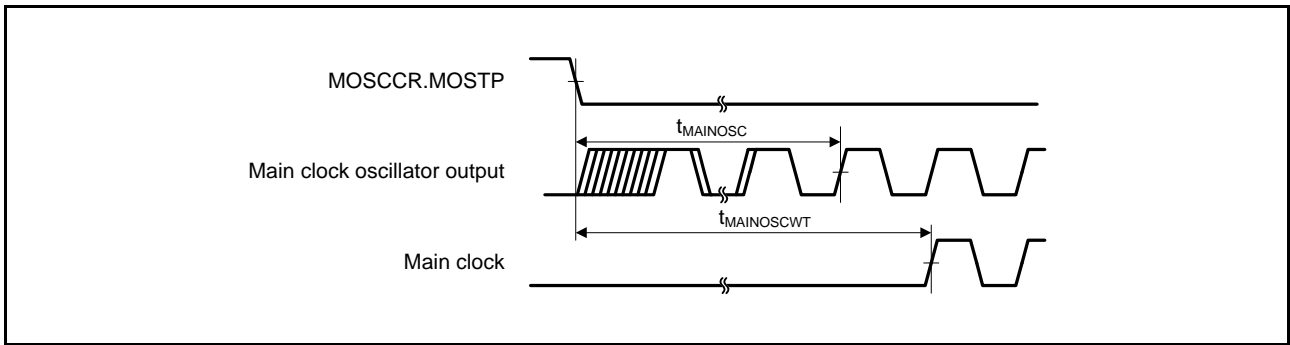 MOSCCR.MOSTP
tMAINOSC
Main clock oscillator output
tMAINOSCWT
Main clock